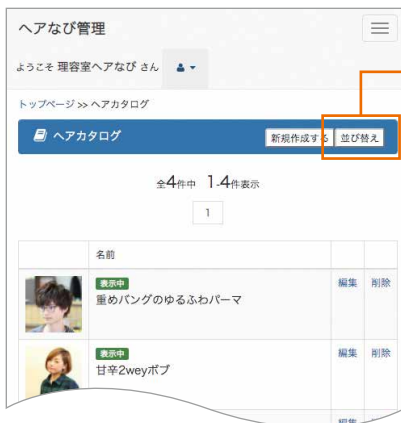 ヘアなび管理
ようこそ 理容室ヘアなび さん
トップページ >> ヘアカタログ
ヘアカタログ
新規作成する 並び替え
全4件中 1-4件表示
1
名前
表示中 編集 削除
重めバングのゆるふわパーマ
表示中 編集 削除
甘辛2weyボブ
編集 削除